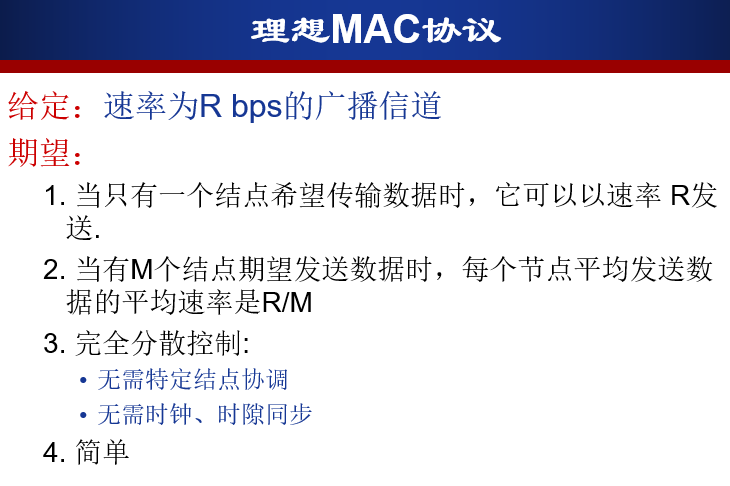 理想MAC协议
给定：速率为R bps的广播信道
期望：
1. 当只有一个结点希望传输数据时，它可以以速率 R发
送.
2. 当有M个结点期望发送数据时，每个节点平均发送数
据的平均速率是R/M
3. 完全分散控制:
• 无需特定结点协调
• 无需时钟、时隙同步
4. 简单